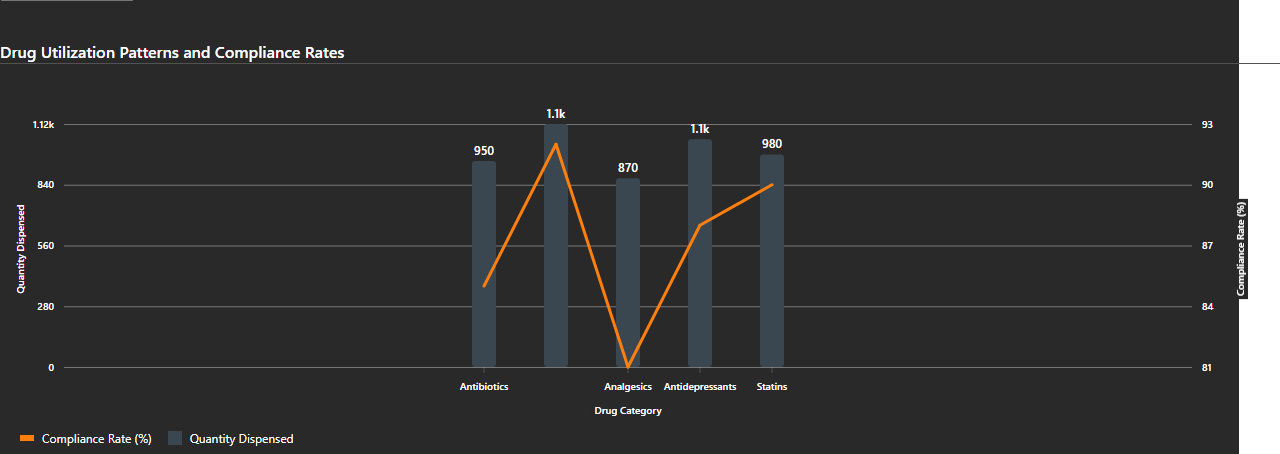 Drug Utilization Patterns and Compliance Rates
1.1k
1.12k
93
1.1k
950
980
870
840
90
Quantity Dispensed
Compliance Rate (%)
560
87
280
84
0
81
Antibiotics
Analgesics
Antidepressants
Statins
Drug Category
Compliance Rate (%)
Quantity Dispensed